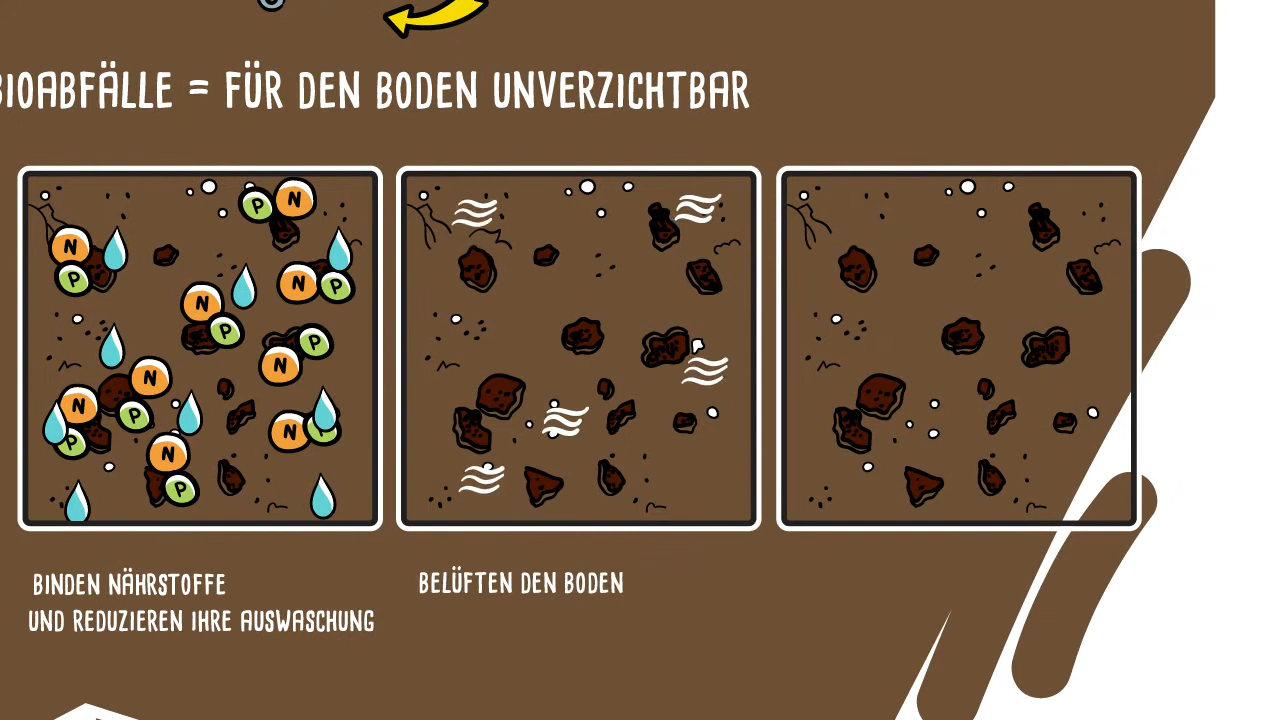 BIOABFÄLLE = FÜR DEN BODEN UNVERZICHTBAR
P N
N
P
N P
N
P
P
N
N
N P
N
P
N
P
BINDEN NÄHRSTOFFE
UND REDUZIEREN IHRE AUSWASCHUNG
BELÜFTEN DEN BODEN